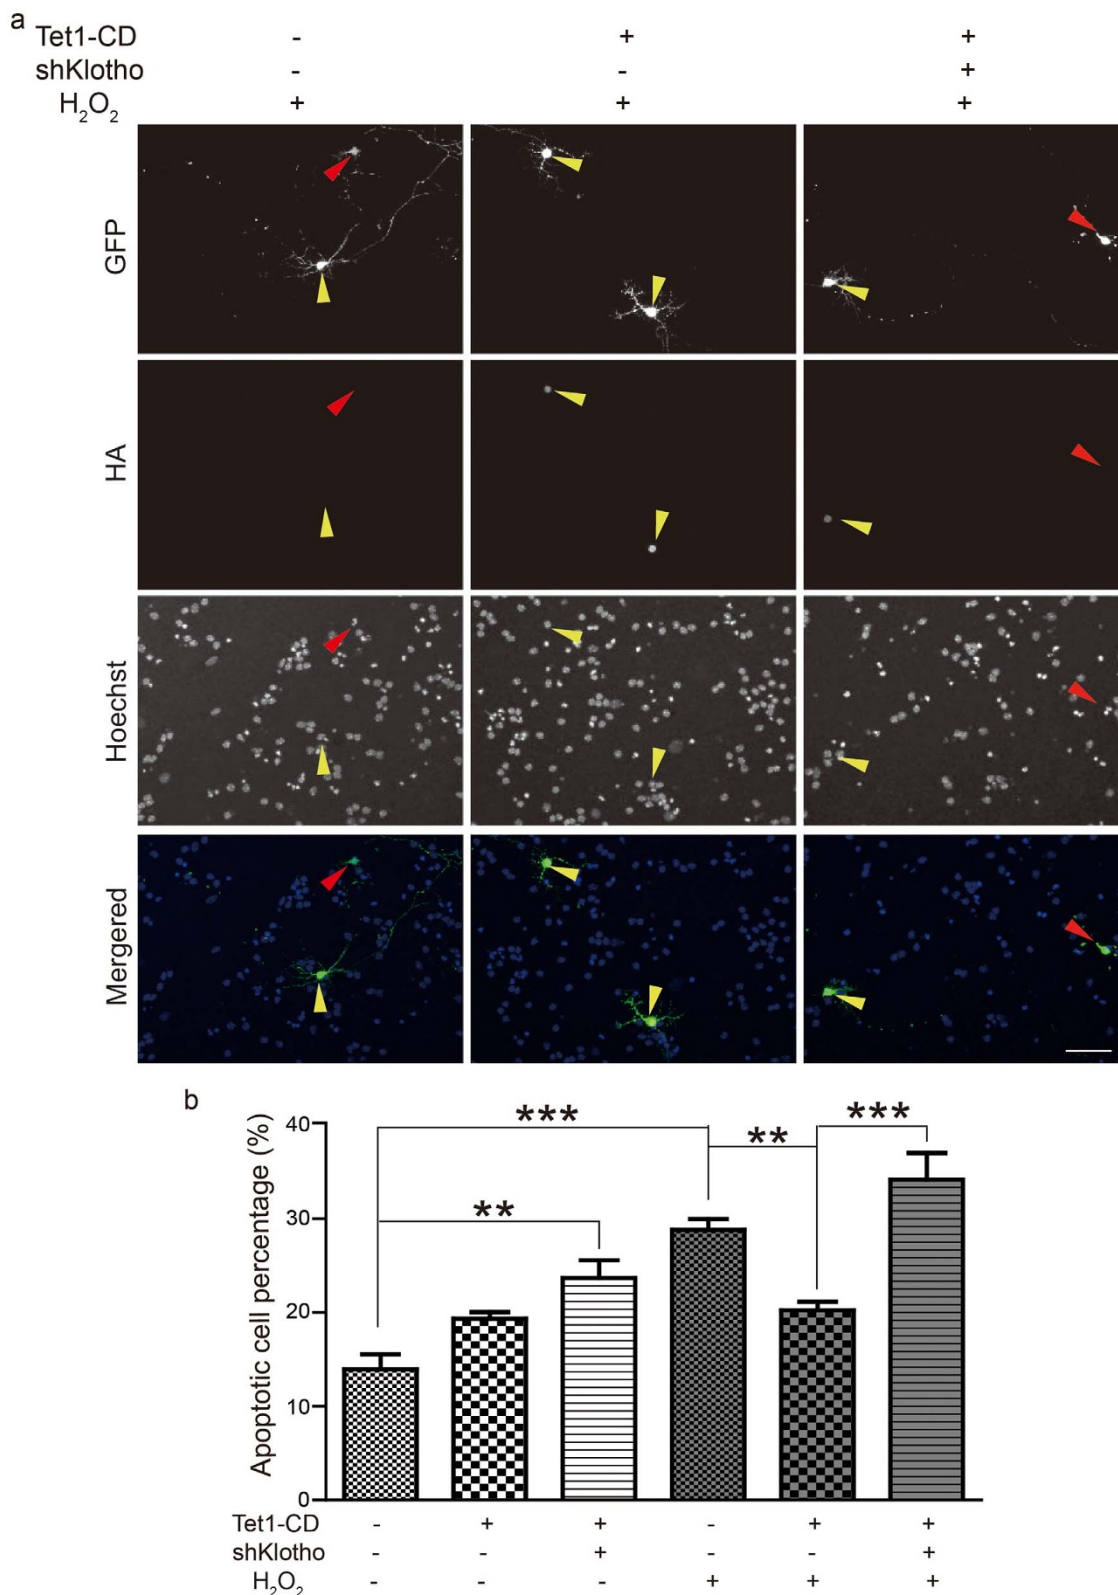 a
Tet1-CD - + +
shKlotho - - +
H₂O₂ + + +
GFP
HA
Hoechst
Mergered
b
Apoptotic cell percentage (%)
40
30
20
10
0
***
**
***
**
Tet1-CD - + + - + +
shKlotho - - + - - +
H₂O₂ - - - + + +